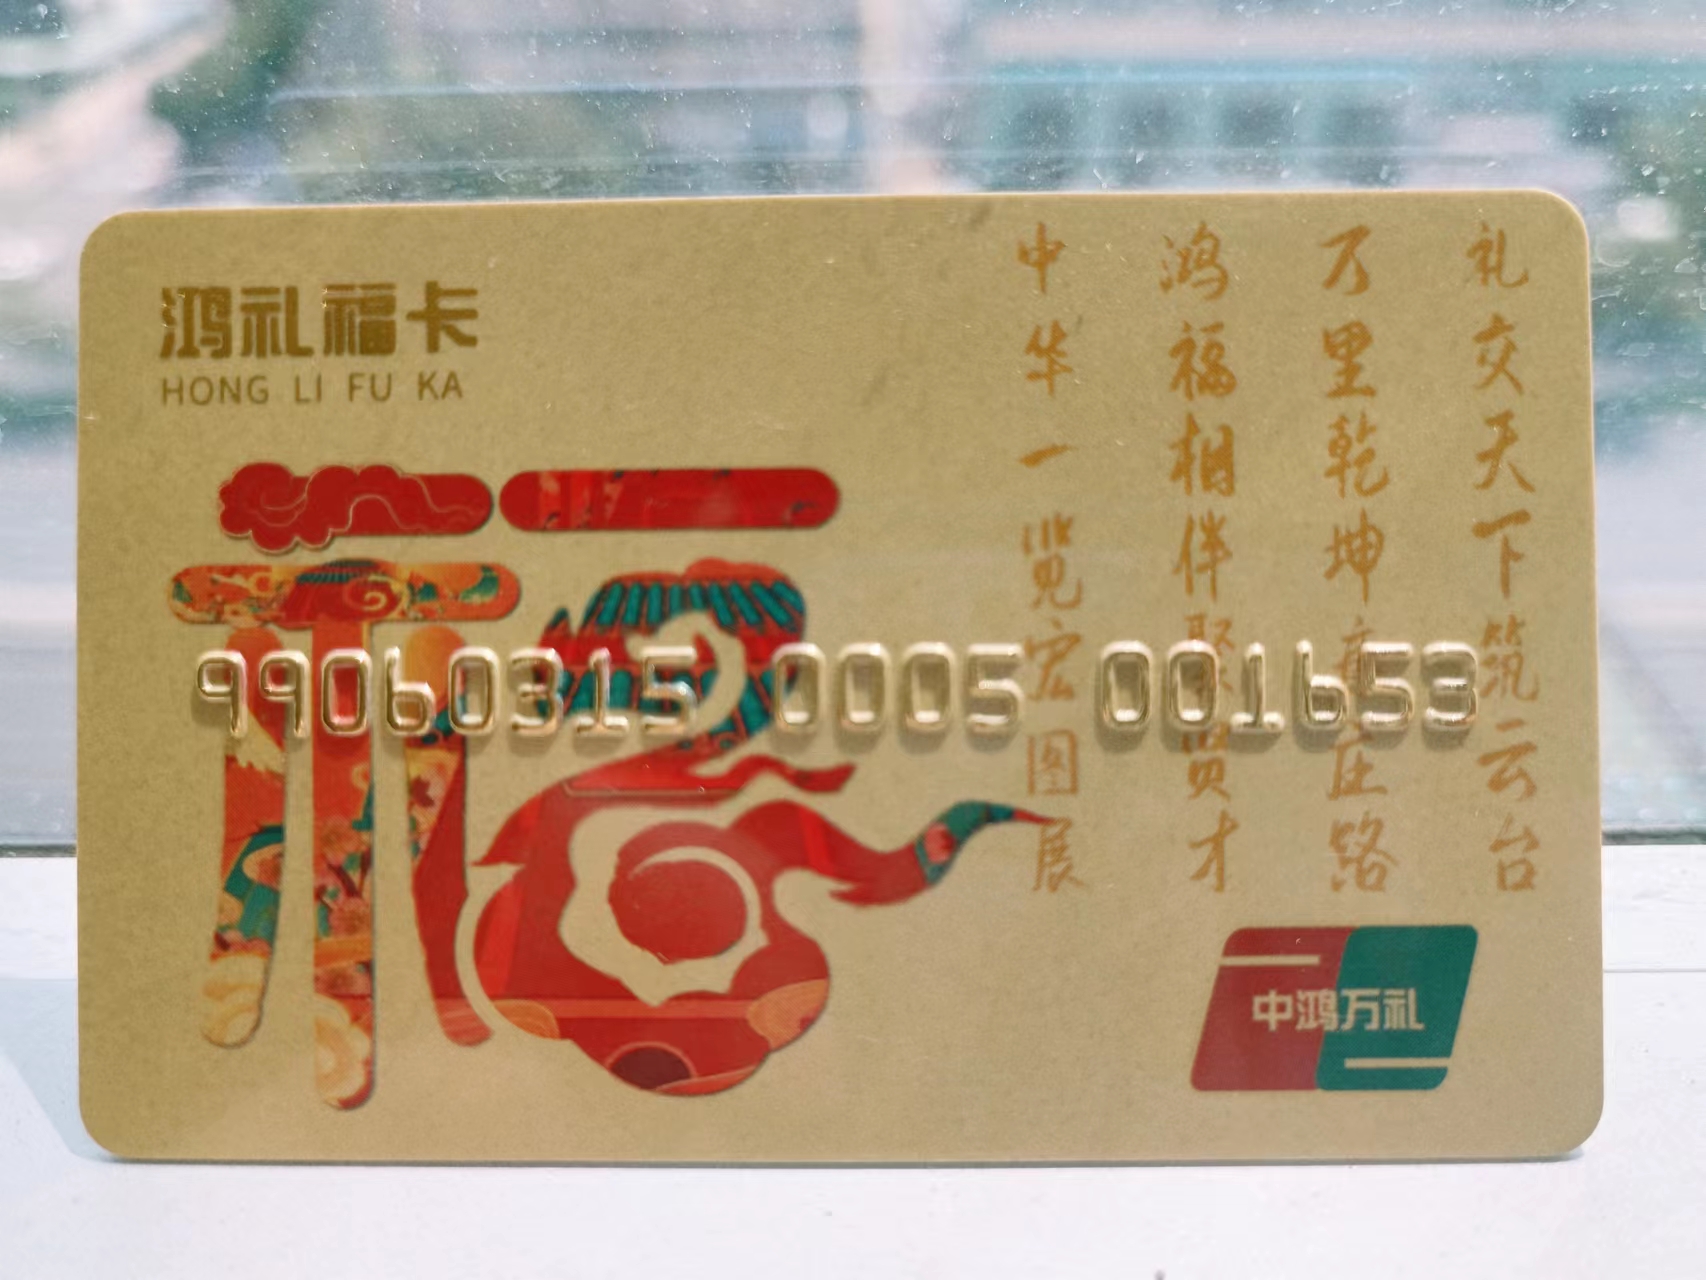 鸿礼福卡
HONG LI FU KA
福
中华一览宏图展
鸿福相伴聚贤才
万里乾坤康庄路
礼交天下筑云台
99060315 0005 001653
中鸿万礼